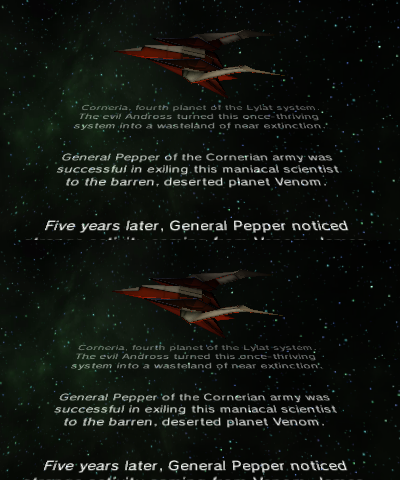 Corneria, fourth planet of the Lylat system.
The evil Andross turned this once-thriving
system into a wasteland of near extinction.
General Pepper of the Cornerian army was
successful in exiling this maniacal scientist
to the barren, deserted planet Venom.
Five years later, General Pepper noticed
Corneria, fourth planet of the Lylat system.
The evil Andross turned this once-thriving
system into a wasteland of near extinction.
General Pepper of the Cornerian army was
successful in exiling this maniacal scientist
to the barren, deserted planet Venom.
Five years later, General Pepper noticed